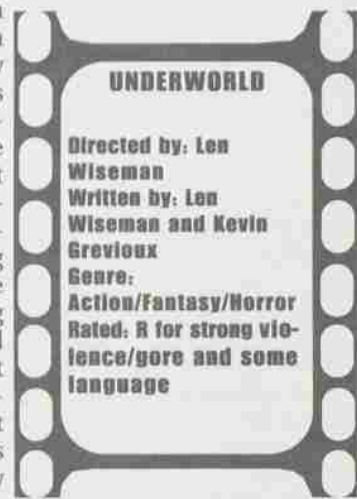 UNDERWORLD
Directed by: Len
Wiseman
Written by: Len
Wiseman and Kevin
Grevioux
Genre:
Action/Fantasy/Horror
Rated: R for strong vio-
lence/gore and some
language